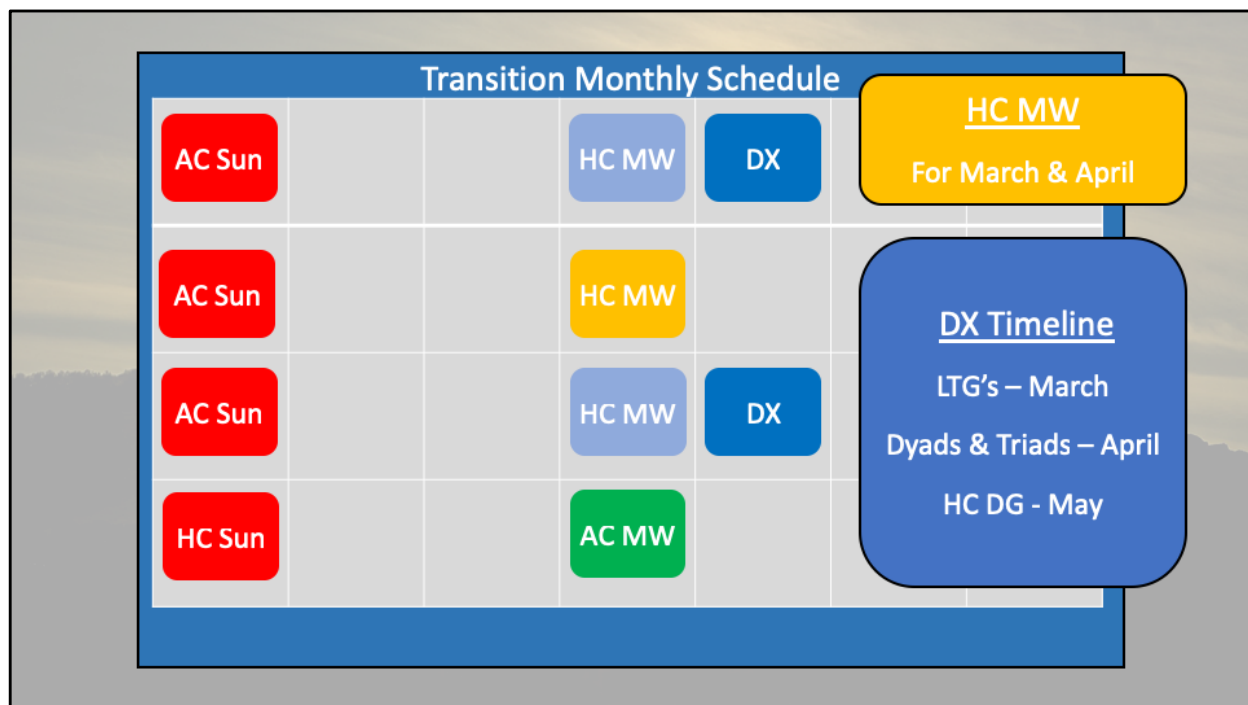 Transition Monthly Schedule
AC Sun
HC MW
DX
AC Sun
HC MW
AC Sun
HC MW
DX
HC Sun
AC MW
HC MW
For March & April
DX Timeline
LTG’s – March
Dyads & Triads – April
HC DG - May